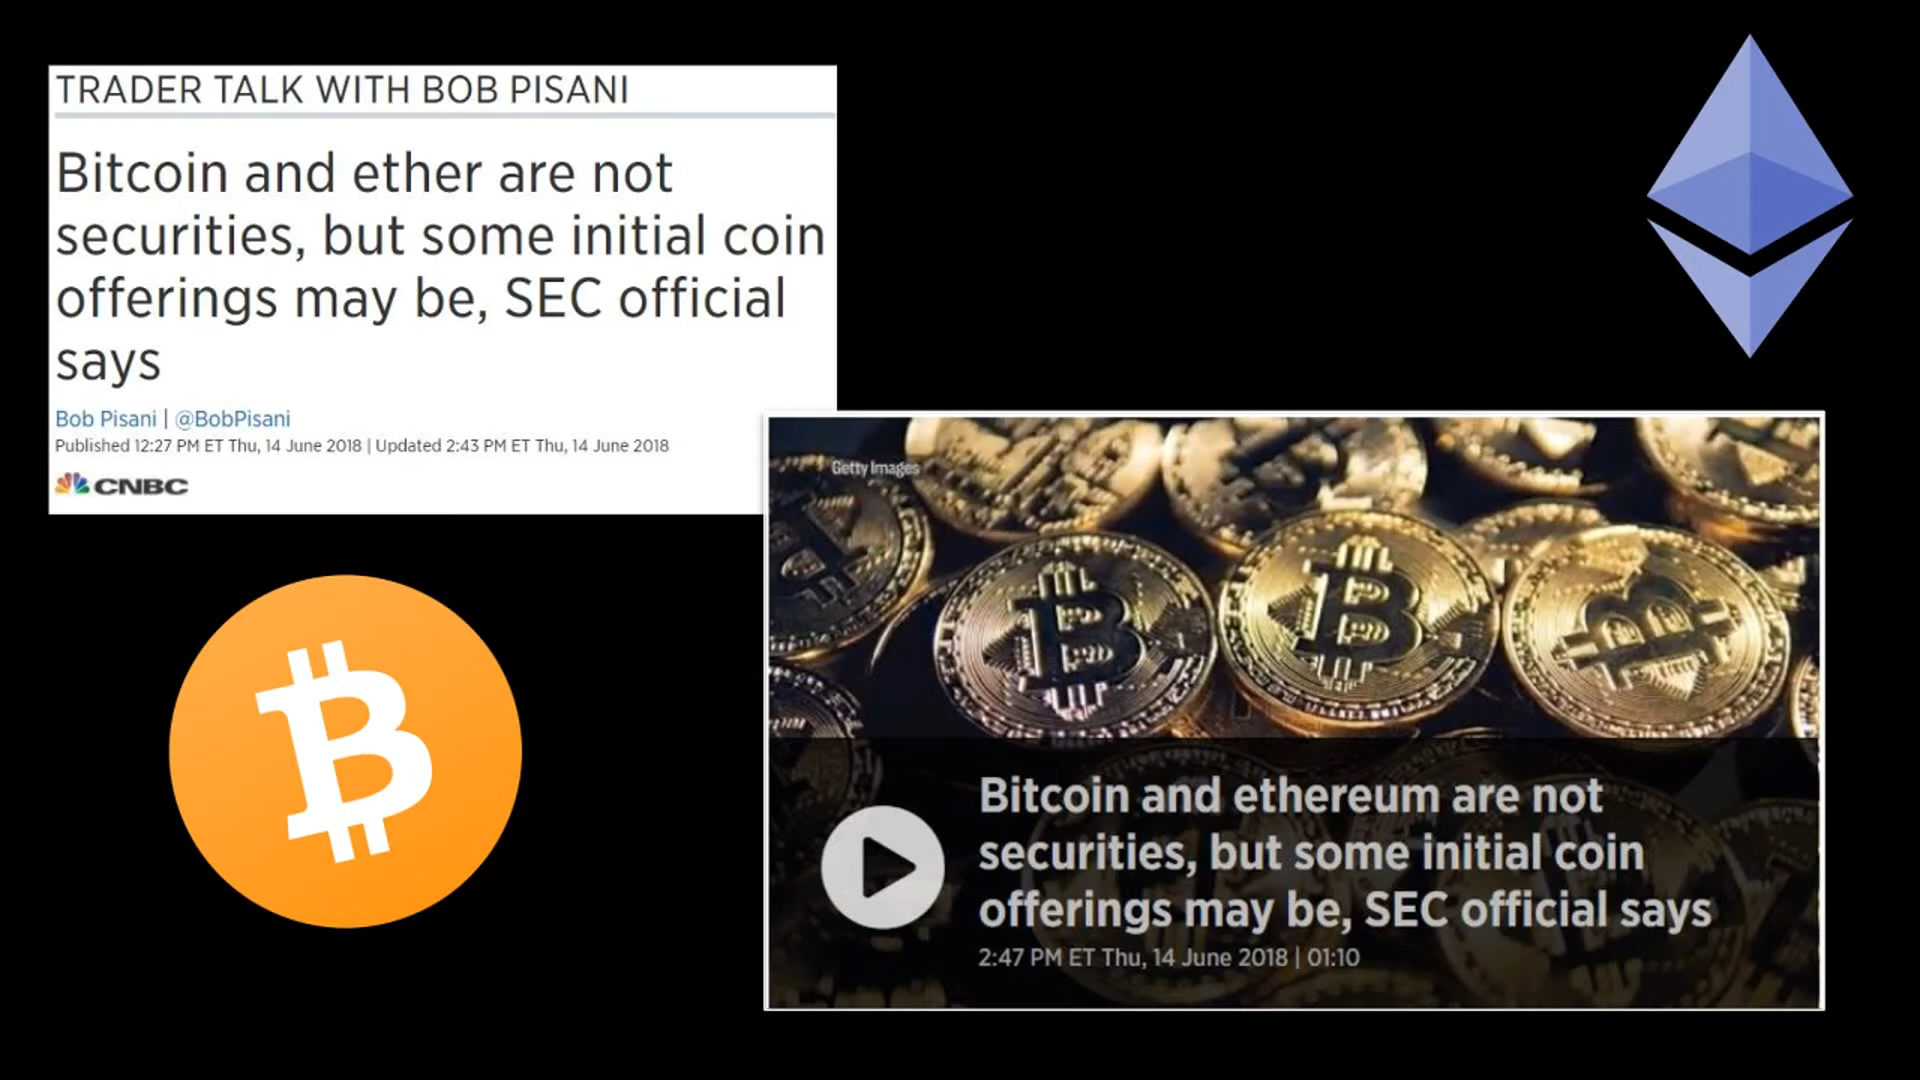 TRADER TALK WITH BOB PISANI
Bitcoin and ether are not
securities, but some initial coin
offerings may be, SEC official
says
Bob Pisani | @BobPisani
Published 12:27 PM ET Thu, 14 June 2018 | Updated 2:43 PM ET Thu, 14 June 2018
CNBC
Getty Images
Bitcoin and ethereum are not
securities, but some initial coin
offerings may be, SEC official says
2:47 PM ET Thu, 14 June 2018 | 01:10